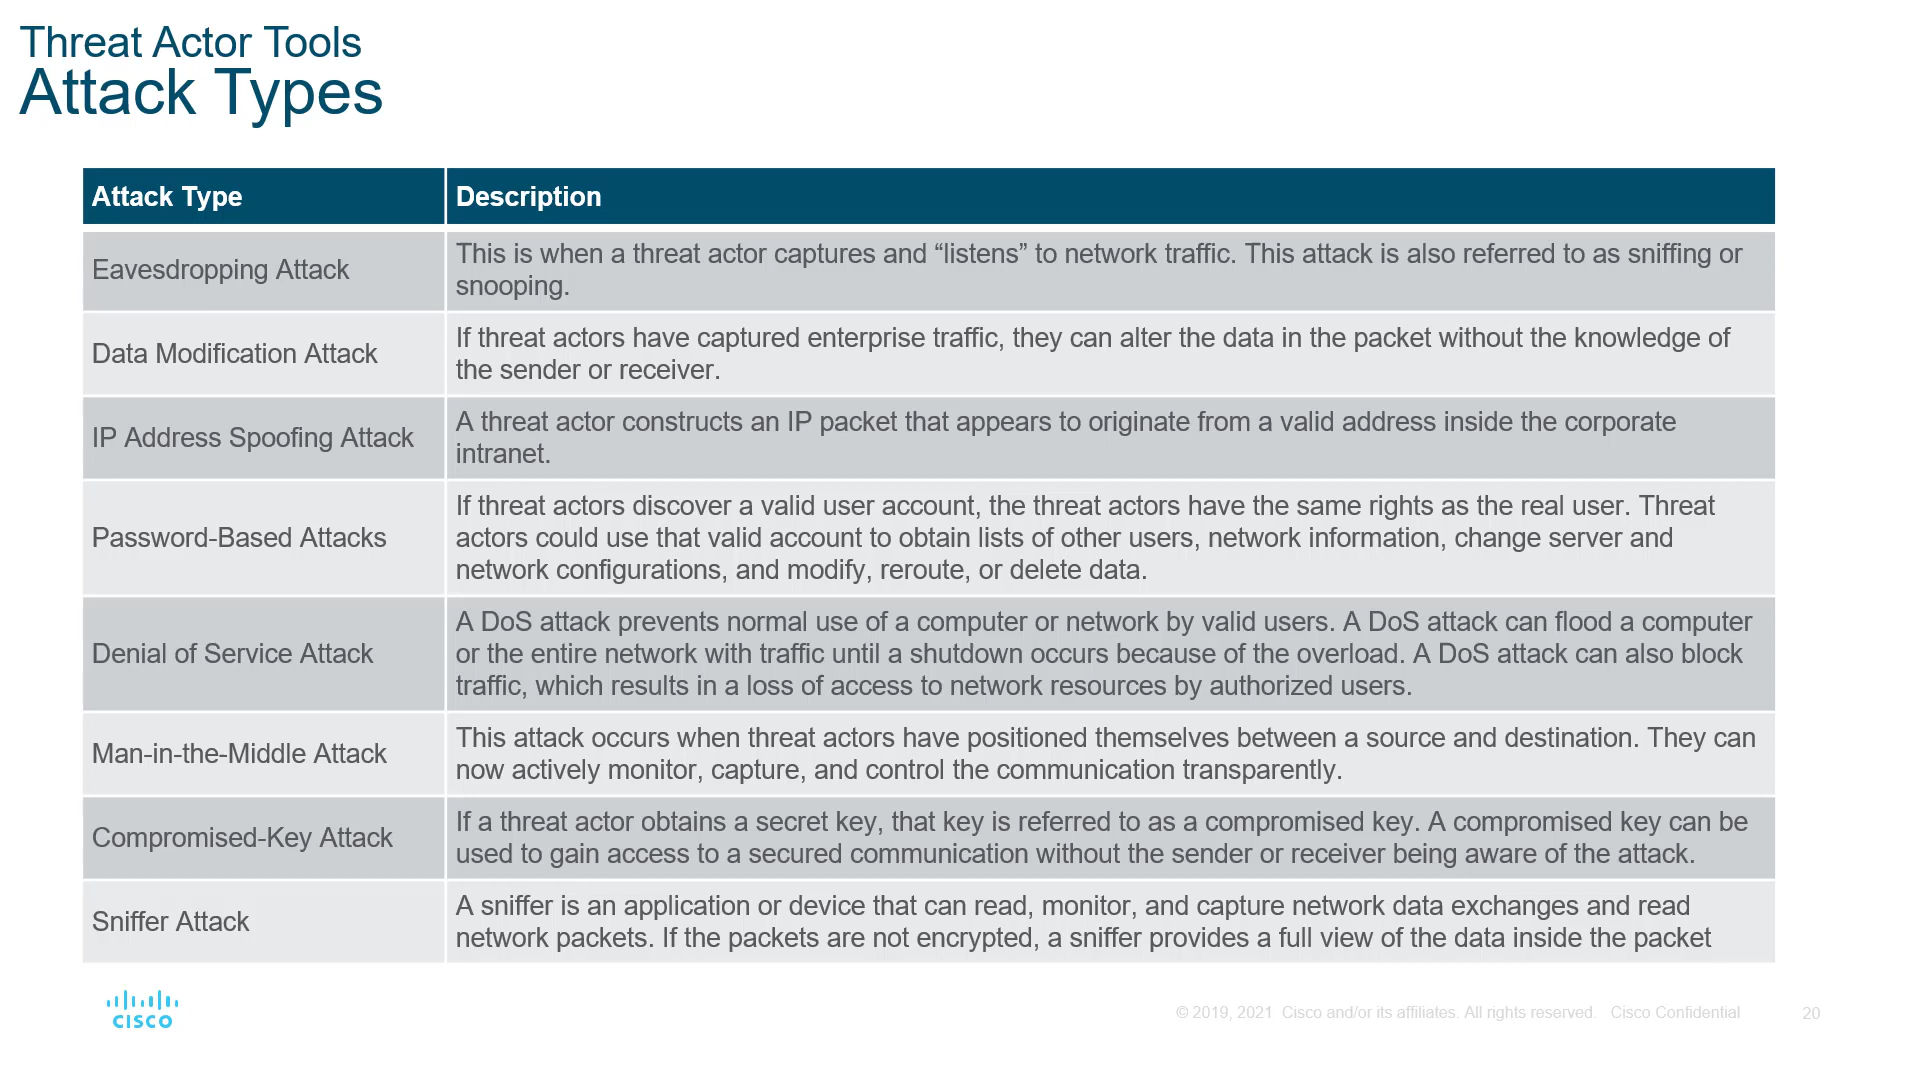 Threat Actor Tools
Attack Types
Attack Type
Description
Eavesdropping Attack
This is when a threat actor captures and “listens” to network traffic. This attack is also referred to as sniffing or
snooping.
Data Modification Attack
If threat actors have captured enterprise traffic, they can alter the data in the packet without the knowledge of
the sender or receiver.
IP Address Spoofing Attack
A threat actor constructs an IP packet that appears to originate from a valid address inside the corporate
intranet.
Password-Based Attacks
If threat actors discover a valid user account, the threat actors have the same rights as the real user. Threat
actors could use that valid account to obtain lists of other users, network information, change server and
network configurations, and modify, reroute, or delete data.
Denial of Service Attack
A DoS attack prevents normal use of a computer or network by valid users. A DoS attack can flood a computer
or the entire network with traffic until a shutdown occurs because of the overload. A DoS attack can also block
traffic, which results in a loss of access to network resources by authorized users.
Man-in-the-Middle Attack
This attack occurs when threat actors have positioned themselves between a source and destination. They can
now actively monitor, capture, and control the communication transparently.
Compromised-Key Attack
If a threat actor obtains a secret key, that key is referred to as a compromised key. A compromised key can be
used to gain access to a secured communication without the sender or receiver being aware of the attack.
Sniffer Attack
A sniffer is an application or device that can read, monitor, and capture network data exchanges and read
network packets. If the packets are not encrypted, a sniffer provides a full view of the data inside the packet
CISCO
© 2019, 2021 Cisco and/or its affiliates. All rights reserved. Cisco Confidential
20